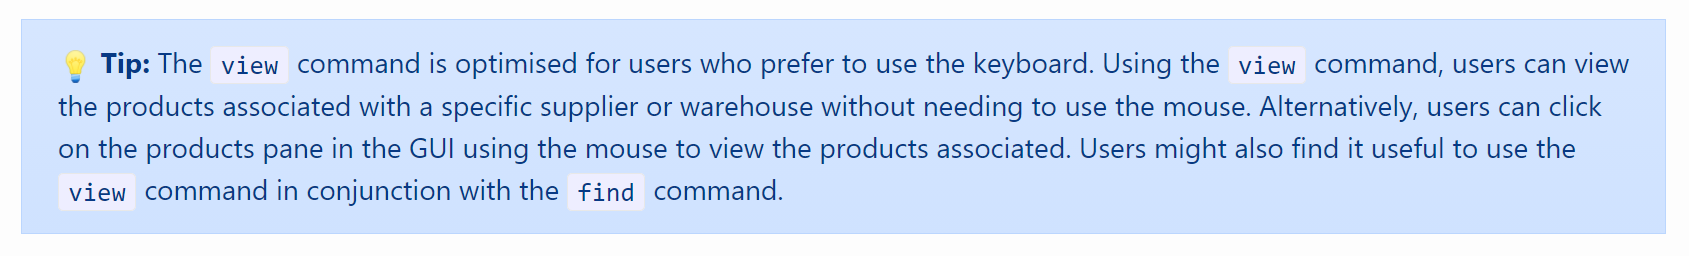 💡 Tip: The view command is optimised for users who prefer to use the keyboard. Using the view command, users can view
the products associated with a specific supplier or warehouse without needing to use the mouse. Alternatively, users can click
on the products pane in the GUI using the mouse to view the products associated. Users might also find it useful to use the
view command in conjunction with the find command.